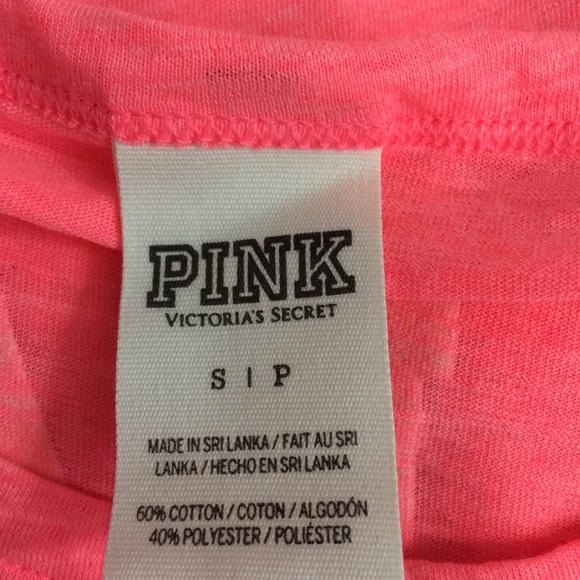 PINK
VICTORIA'S SECRET
S | P
MADE IN SRI LANKA / FAIT AU SRI
LANKA / HECHO EN SRI LANKA
60% COTTON / COTON / ALGODÓN
40% POLYESTER / POLIÉSTER